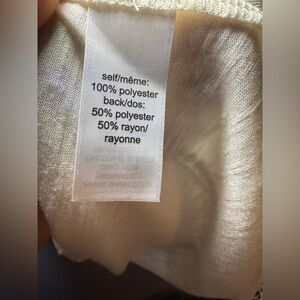 self/même:
100% polyester
back/dos:
50% polyester
50% rayon/
rayonne